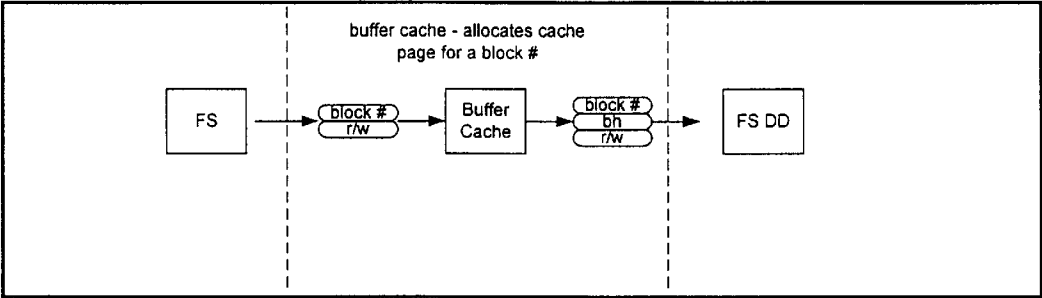 buffer cache - allocates cache
page for a block #
FS
block #
r/w
Buffer
Cache
block #
bh
r/w
FS DD